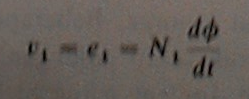 v₁ = e₁ = N₁ dϕ/dt